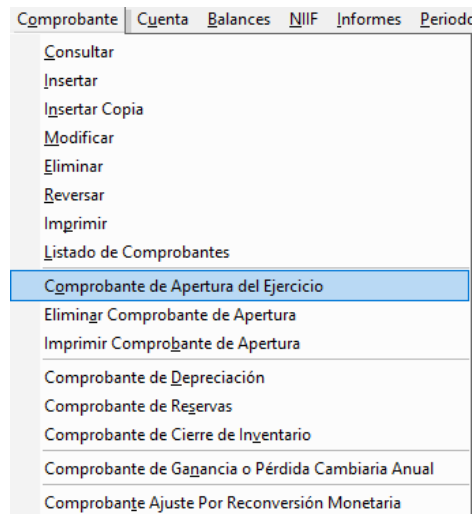 Comprobante Cuenta Balances NIIF Informes Periodo
Consultar
Insertar
Insertar Copia
Modificar
Eliminar
Reversar
Imprimir
Listado de Comprobantes
Comprobante de Apertura del Ejercicio
Eliminar Comprobante de Apertura
Imprimir Comprobante de Apertura
Comprobante de Depreciación
Comprobante de Reservas
Comprobante de Cierre de Inventario
Comprobante de Ganancia o Pérdida Cambiaria Anual
Comprobante Ajuste Por Reconversión Monetaria